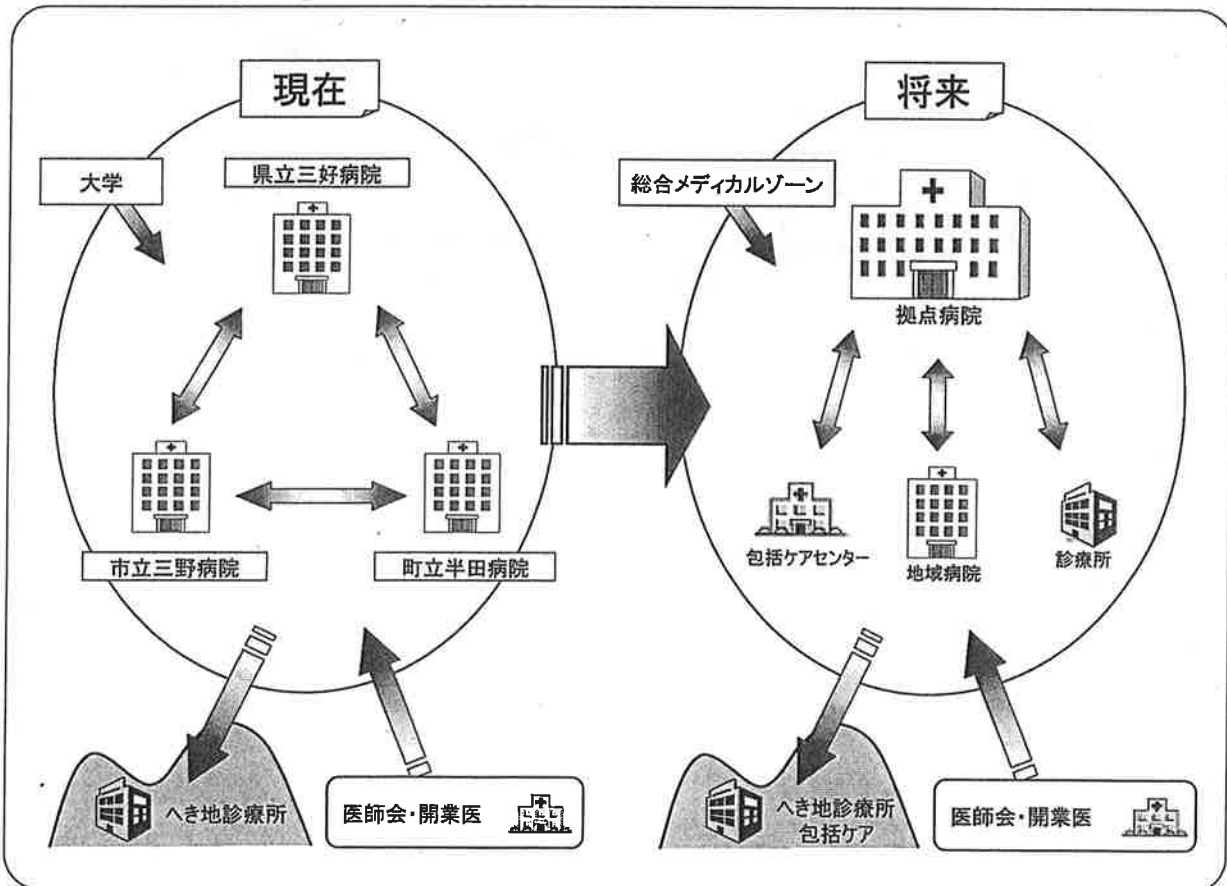 現在
大学
県立三好病院
市立三野病院
町立半田病院
へき地診療所
医師会・開業医
将来
総合メディカルゾーン
拠点病院
包括ケアセンター
地域病院
診療所
へき地診療所
包括ケア
医師会・開業医